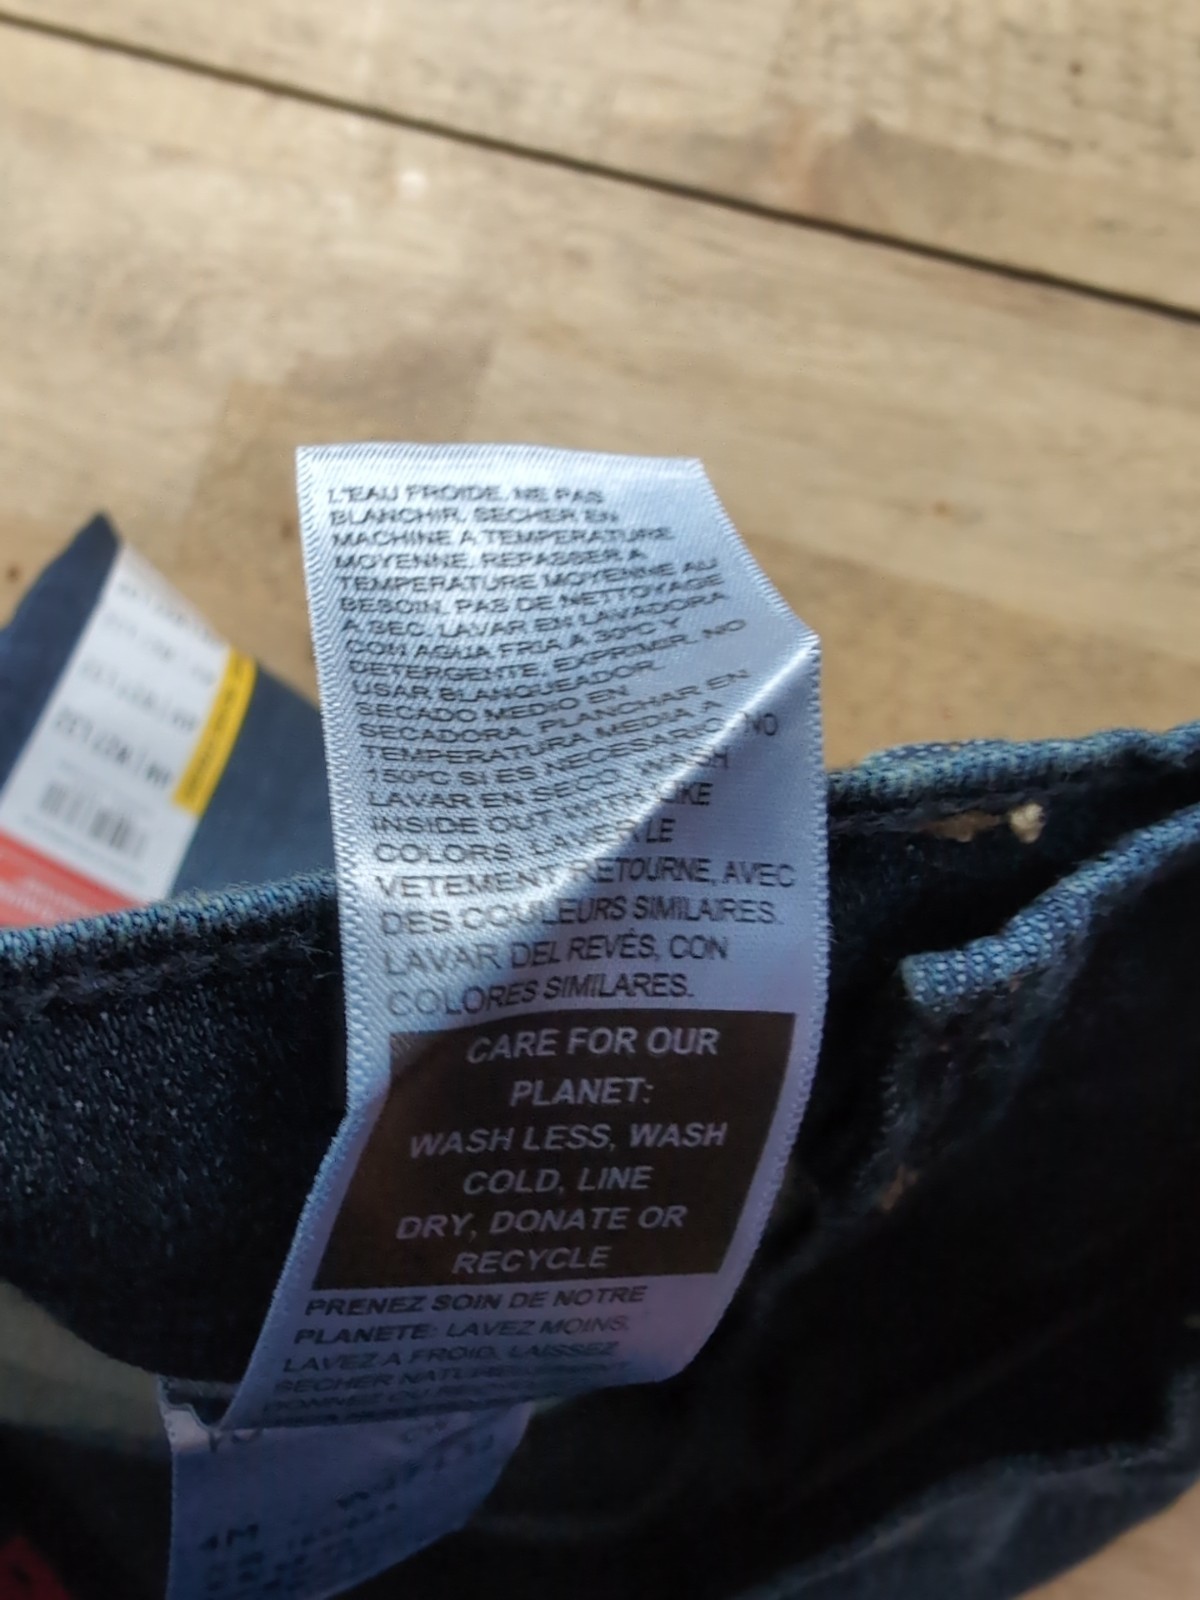 L'EAU FROIDE. NE PAS
BLANCHIR. SECHER EN
MACHINE A TEMPERATURE
MOYENNE. REPASSER A
TEMPERATURE MOYENNE AU
BESOIN. PAS DE NETTOYAGE
A SEC. LAVAR EN LAVADORA
CON AGUA FRIA A 30°C Y
DETERGENTE. EXPRIMIR. NO
USAR BLANQUEADOR.
SECADO MEDIO EN
SECADORA. PLANCHAR EN
TEMPERATURA MEDIA A
150°C SI ES NECESARIO. NO
LAVAR EN SECO. WASH
INSIDE OUT WITH LIKE
COLORS. LAVER LE
VETEMENT RETOURNE, AVEC
DES COULEURS SIMILAIRES.
LAVAR DEL REVÉS, CON
COLORES SIMILARES.
CARE FOR OUR
PLANET:
WASH LESS, WASH
COLD, LINE
DRY, DONATE OR
RECYCLE
PRENEZ SOIN DE NOTRE
PLANETE: LAVEZ MOINS,
LAVEZ A FROID, LAISSEZ
SECHER
4M